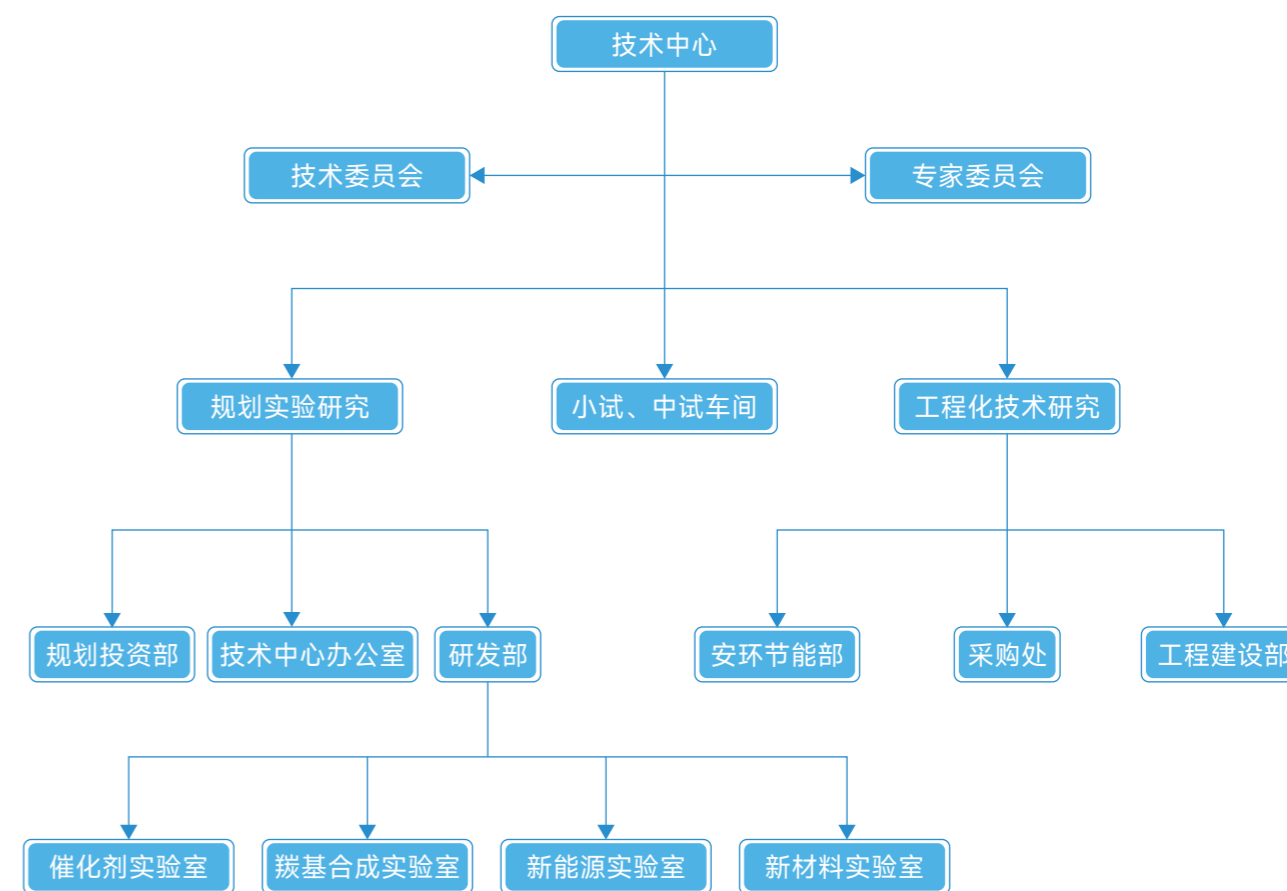 技术中心
技术委员会
专家委员会
规划实验研究
小试、中试车间
工程化技术研究
规划投资部
技术中心办公室
研发部
安环节能部
采购处
工程建设部
催化剂实验室
羰基合成实验室
新能源实验室
新材料实验室